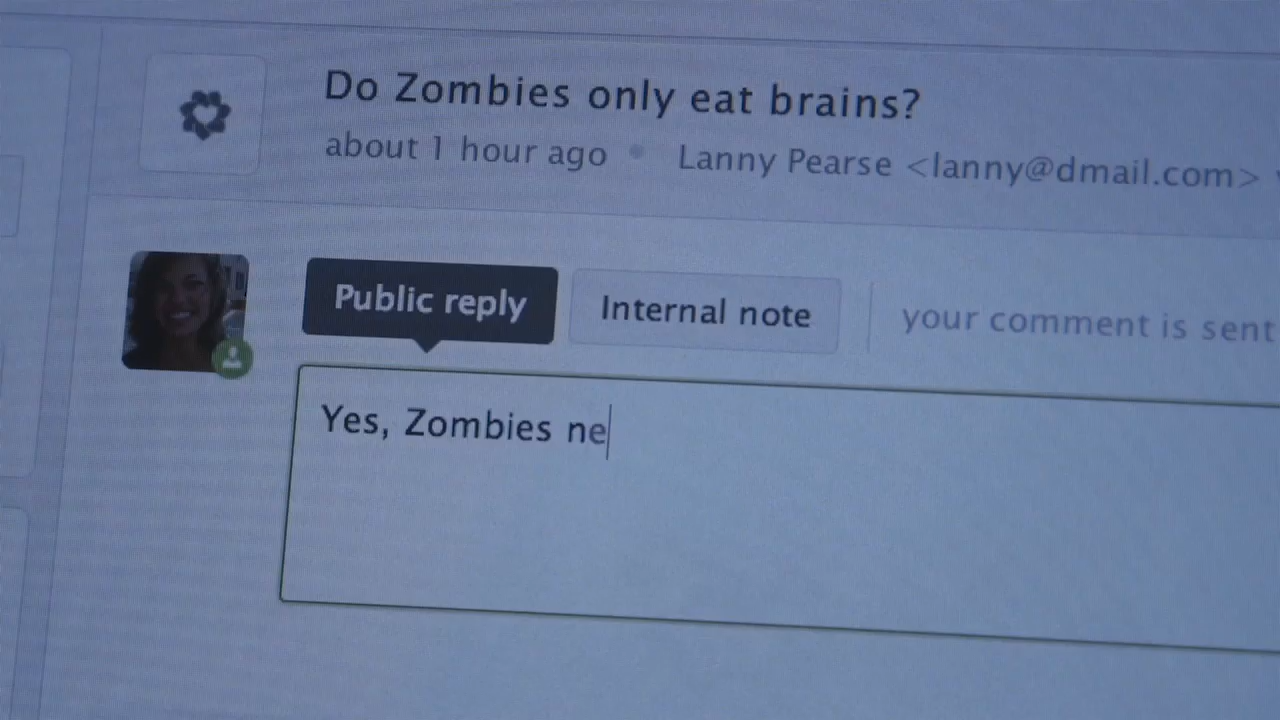 Do Zombies only eat brains?
about 1 hour ago • Lanny Pearse <lanny@dmail.com>
Public reply
Internal note
your comment is sent
Yes, Zombies ne